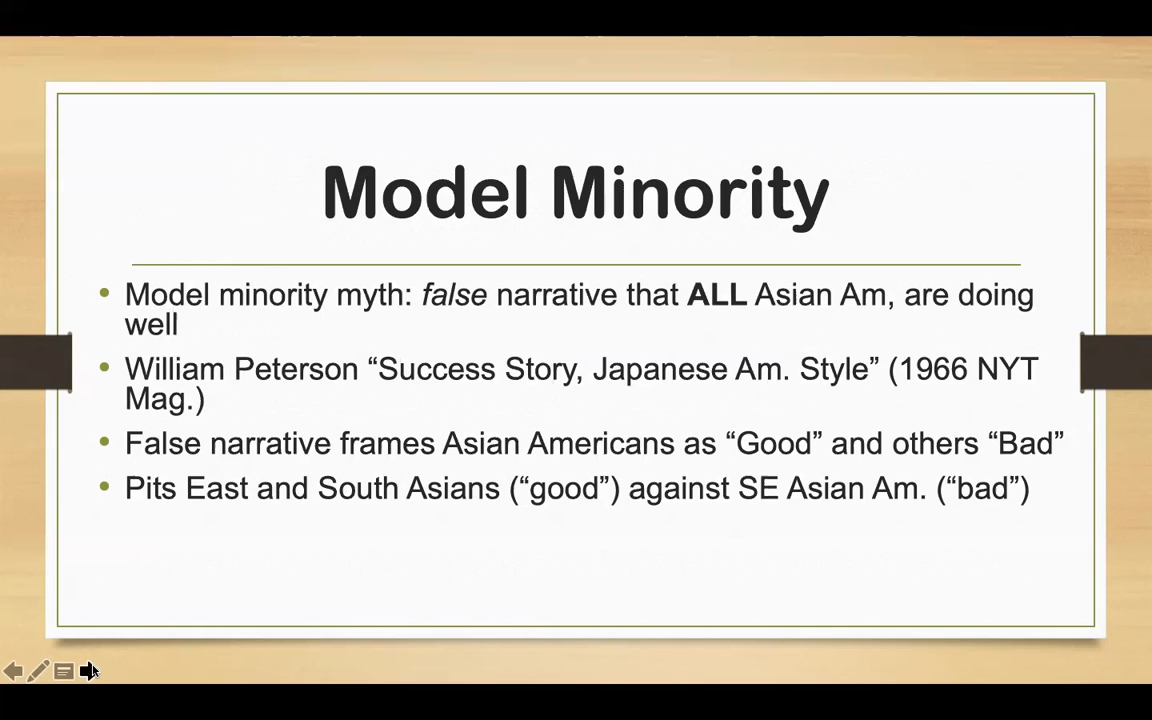 Model Minority
• Model minority myth: false narrative that ALL Asian Am, are doing
well
• William Peterson “Success Story, Japanese Am. Style” (1966 NYT
Mag.)
• False narrative frames Asian Americans as “Good” and others “Bad”
• Pits East and South Asians (“good”) against SE Asian Am. (“bad”)